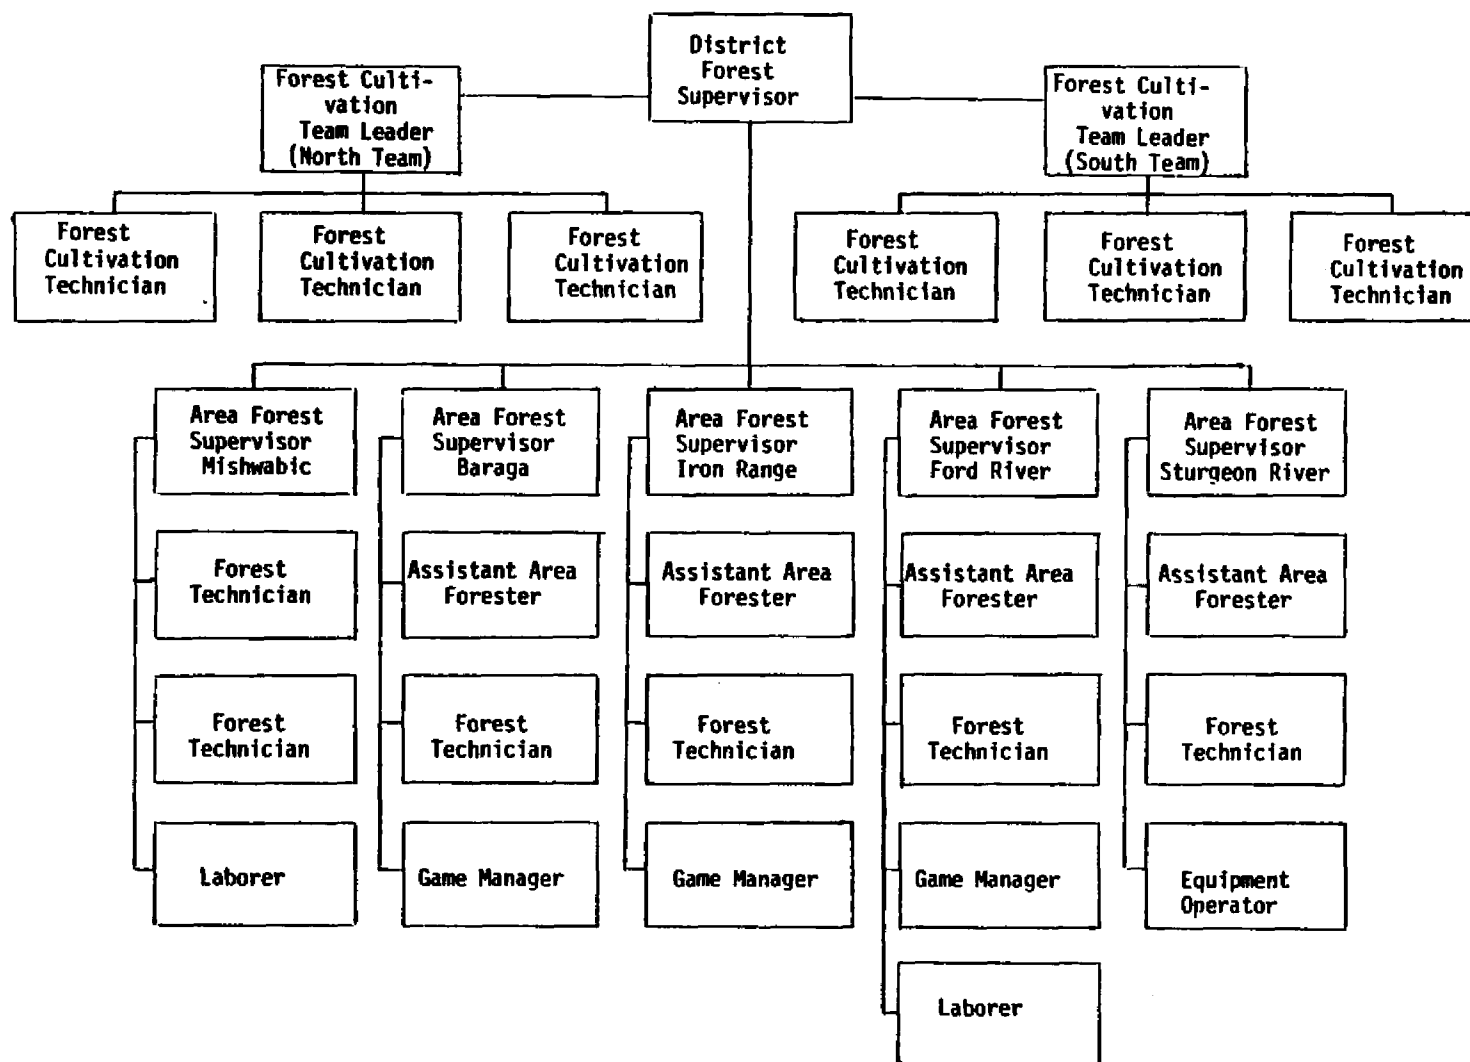 District
Forest
Supervisor
Forest Culti-
vation
Team Leader
(North Team)
Forest Culti-
vation
Team Leader
(South Team)
Forest
Cultivation
Technician
Forest
Cultivation
Technician
Forest
Cultivation
Technician
Forest
Cultivation
Technician
Forest
Cultivation
Technician
Forest
Cultivation
Technician
Area Forest
Supervisor
Mishwabic
Area Forest
Supervisor
Baraga
Area Forest
Supervisor
Iron Range
Area Forest
Supervisor
Ford River
Area Forest
Supervisor
Sturgeon River
Forest
Technician
Assistant Area
Forester
Assistant Area
Forester
Assistant Area
Forester
Assistant Area
Forester
Forest
Technician
Forest
Technician
Forest
Technician
Forest
Technician
Forest
Technician
Laborer
Game Manager
Game Manager
Game Manager
Equipment
Operator
Laborer